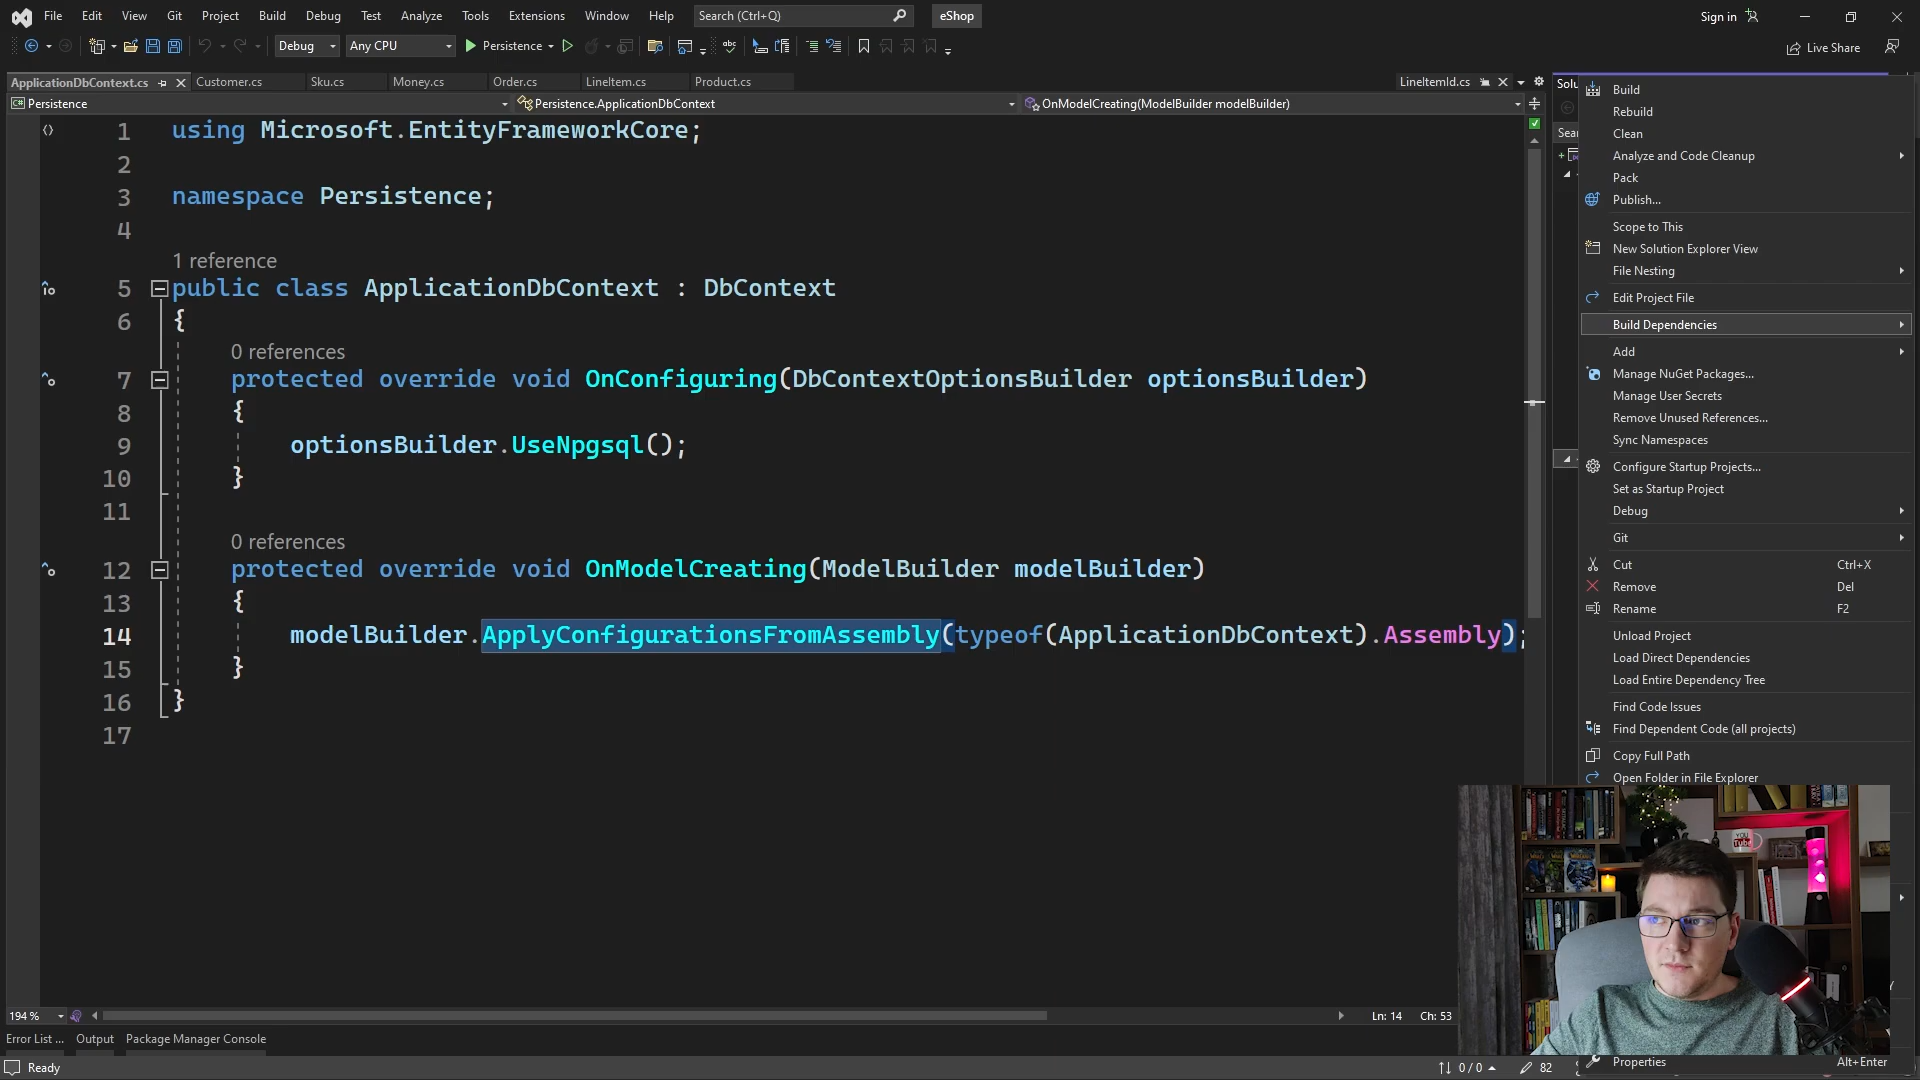 File Edit View Git Project Build Debug Test Analyze Tools Extensions Window Help Search (Ctrl+Q) eShop Sign in
Debug Any CPU Persistence Live Share
ApplicationDbContext.cs Customer.cs Sku.cs Money.cs Order.cs LineItem.cs Product.cs LineItemId.cs
Persistence Persistence.ApplicationDbContext OnModelCreating(ModelBuilder modelBuilder)
1 using Microsoft.EntityFrameworkCore;
2
3 namespace Persistence;
4
1 reference
5 public class ApplicationDbContext : DbContext
6 {
0 references
7 protected override void OnConfiguring(DbContextOptionsBuilder optionsBuilder)
8 {
9 optionsBuilder.UseNpgsql();
10 }
11
0 references
12 protected override void OnModelCreating(ModelBuilder modelBuilder)
13 {
14 modelBuilder.ApplyConfigurationsFromAssembly(typeof(ApplicationDbContext).Assembly);
15 }
16 }
17
Solu
Sear
Build
Rebuild
Clean
Analyze and Code Cleanup
Pack
Publish...
Scope to This
New Solution Explorer View
File Nesting
Edit Project File
Build Dependencies
Add
Manage NuGet Packages...
Manage User Secrets
Remove Unused References...
Sync Namespaces
Configure Startup Projects...
Set as Startup Project
Debug
Git
Cut Ctrl+X
Remove Del
Rename F2
Unload Project
Load Direct Dependencies
Load Entire Dependency Tree
Find Code Issues
Find Dependent Code (all projects)
Copy Full Path
Open Folder in File Explorer
Properties Alt+Enter
You
Tube
194 % Ln: 14 Ch: 53
Error List ... Output Package Manager Console
Ready 0 / 0 82